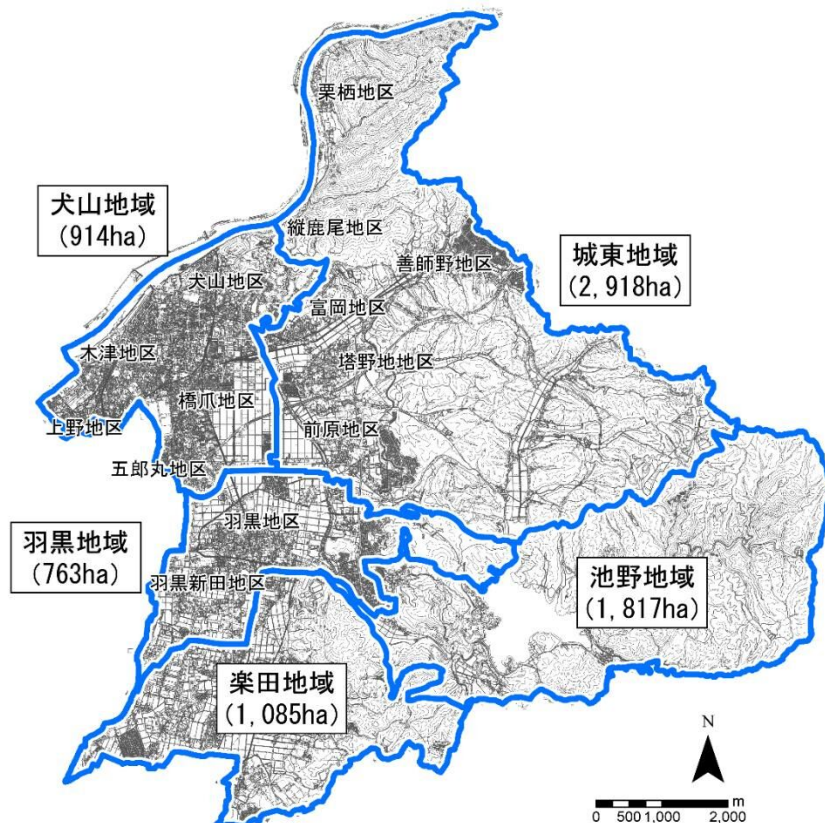 栗栖地区
犬山地域
(914ha)
縦鹿尾地区
善師野地区
城東地域
(2,918ha)
犬山地区
富岡地区
木津地区
塔野地地区
橋爪地区
上野地区
前原地区
五郎丸地区
羽黒地区
羽黒地域
(763ha)
羽黒新田地区
池野地域
(1,817ha)
楽田地域
(1,085ha)
N
m
0 500 1,000 2,000